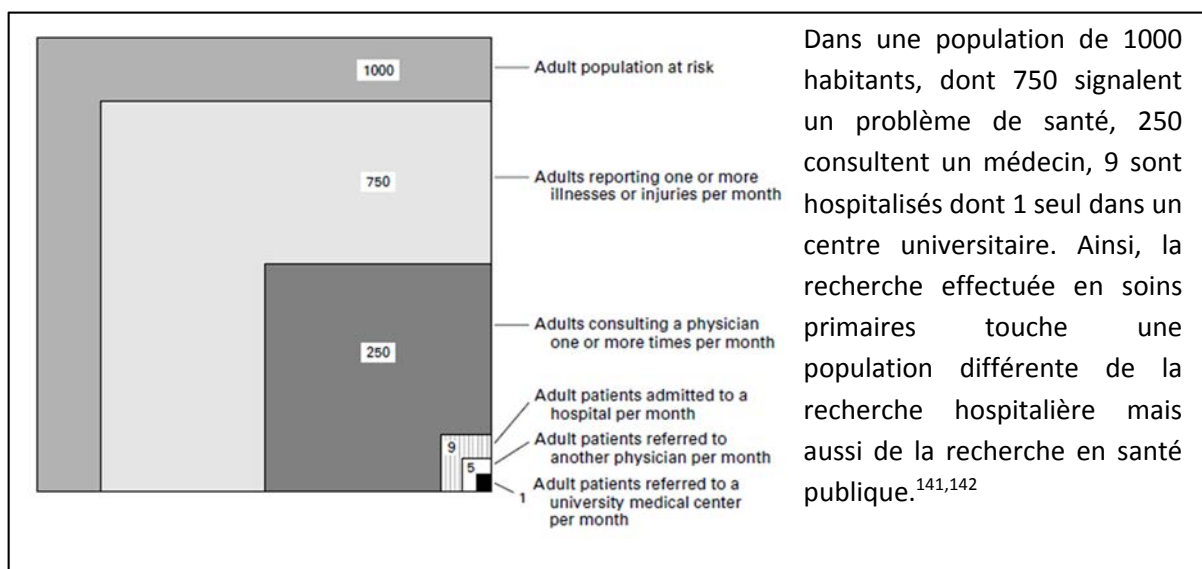 1000
Adult population at risk
750
Adults reporting one or more
illnesses or injuries per month
250
Adults consulting a physician
one or more times per month
9
Adult patients admitted to a
hospital per month
5
Adult patients referred to
another physician per month
1
Adult patients referred to a
university medical center
per month
Dans une population de 1000
habitants, dont 750 signalent
un problème de santé, 250
consultent un médecin, 9 sont
hospitalisés dont 1 seul dans un
centre universitaire. Ainsi, la
recherche effectuée en soins
primaires touche une
population différente de la
recherche hospitalière mais
aussi de la recherche en santé
publique.141,142